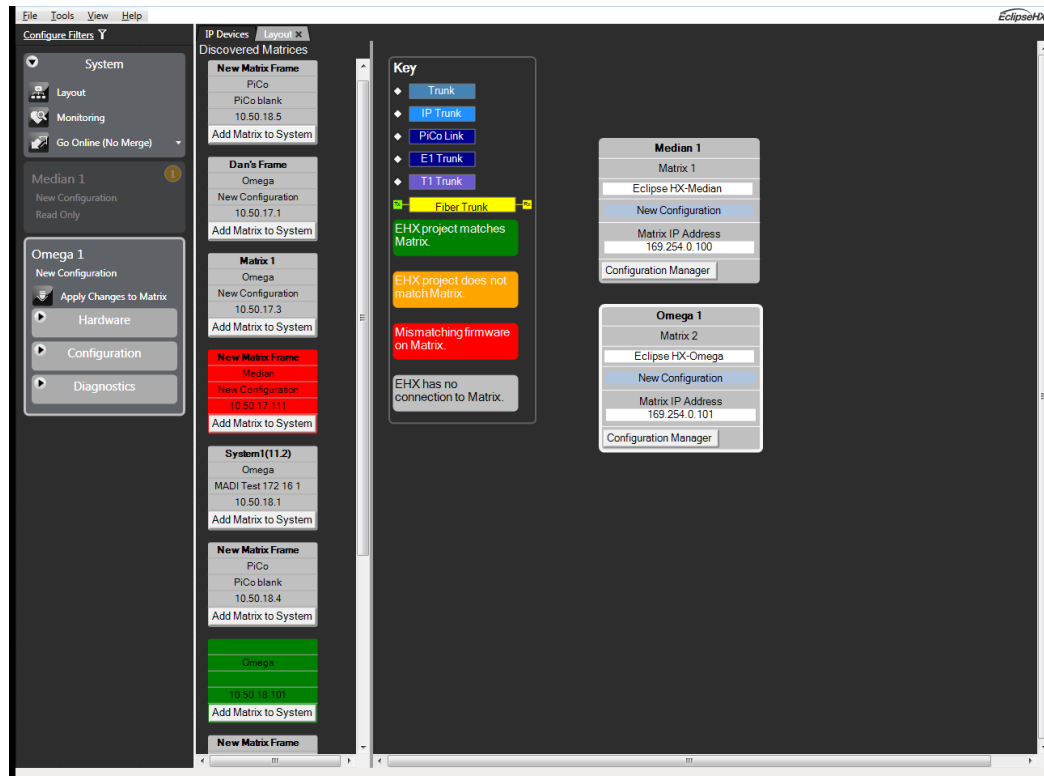 File Tools View Help
EclipseHX
Configure Filters
System
Layout
Monitoring
Go Online (No Merge)
Median 1
1
New Configuration
Read Only
Omega 1
New Configuration
Apply Changes to Matrix
Hardware
Configuration
Diagnostics
IP Devices Layout ×
Discovered Matrices
New Matrix Frame
PiCo
PiCo blank
10.50.18.5
Add Matrix to System
Dan's Frame
Omega
New Configuration
10.50.17.1
Add Matrix to System
Matrix 1
Omega
New Configuration
10.50.17.3
Add Matrix to System
New Matrix Frame
Median
New Configuration
10.50.17.111
Add Matrix to System
System1(11.2)
Omega
MADI Test 172 16 1
10.50.18.1
Add Matrix to System
New Matrix Frame
PiCo
PiCo blank
10.50.18.4
Add Matrix to System
Omega
10.50.18.101
Add Matrix to System
New Matrix Frame
Key
Trunk
IP Trunk
PiCo Link
E1 Trunk
T1 Trunk
Fiber Trunk
EHX project matches
Matrix.
EHX project does not
match Matrix.
Mismatching firmware
on Matrix.
EHX has no
connection to Matrix.
Median 1
Matrix 1
Eclipse HX-Median
New Configuration
Matrix IP Address
169.254.0.100
Configuration Manager
Omega 1
Matrix 2
Eclipse HX-Omega
New Configuration
Matrix IP Address
169.254.0.101
Configuration Manager